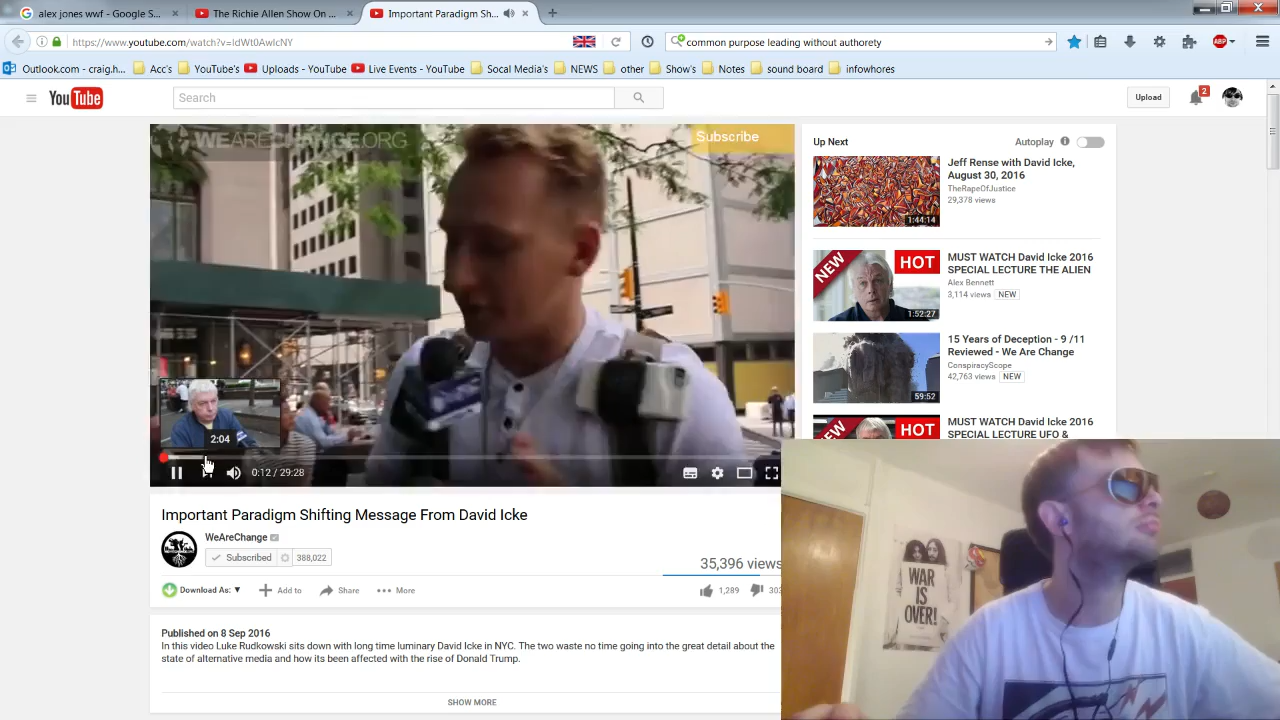 alex jones wwf - Google S...
The Richie Allen Show On ...
Important Paradigm Sh...
https://www.youtube.com/watch?v=IdWt0AwIcNY
common purpose leading without authorety
Outlook.com - craig.h...
Acc's
YouTube's
Uploads - YouTube
Live Events - YouTube
Socal Media's
NEWS
other
Show's
Notes
sound board
infowhores
YouTube
Search
Upload
2
WEARECHANGE.ORG
Subscribe
2:04
0:12 / 29:28
Important Paradigm Shifting Message From David Icke
WeAreChange
Subscribed
388,022
35,396 views
Download As: ▼
Add to
Share
More
1,289
303
Published on 8 Sep 2016
In this video Luke Rudkowski sits down with long time luminary David Icke in NYC. The two waste no time going into the great detail about the
state of alternative media and how its been affected with the rise of Donald Trump.
SHOW MORE
Up Next
Autoplay
Jeff Rense with David Icke,
August 30, 2016
TheRapeOfJustice
29,378 views
1:44:14
NEW
HOT
MUST WATCH David Icke 2016
SPECIAL LECTURE THE ALIEN
Alex Bennett
3,114 views NEW
1:52:27
15 Years of Deception - 9 /11
Reviewed - We Are Change
ConspiracyScope
42,763 views NEW
59:52
HOT
MUST WATCH David Icke 2016
SPECIAL LECTURE UFO &
WAR
IS
OVER!
ABP